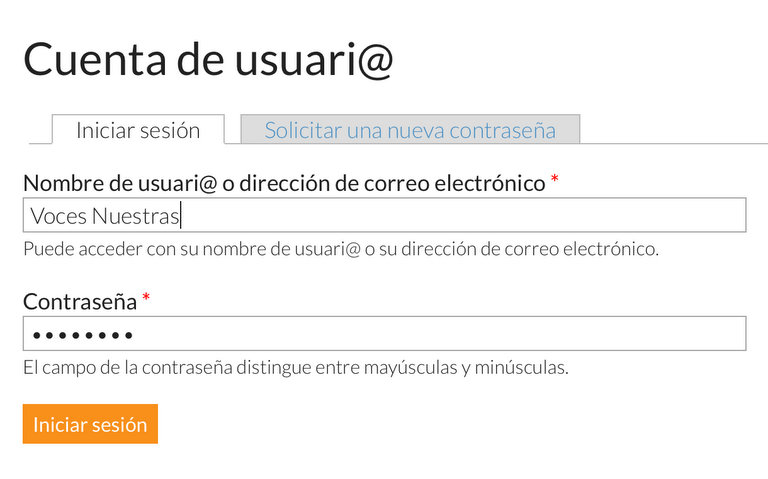 Cuenta de usuari@
Iniciar sesión
Solicitar una nueva contraseña
Nombre de usuari@ o dirección de correo electrónico *
Voces Nuestras
Puede acceder con su nombre de usuari@ o su dirección de correo electrónico.
Contraseña *
••••••••
El campo de la contraseña distingue entre mayúsculas y minúsculas.
Iniciar sesión